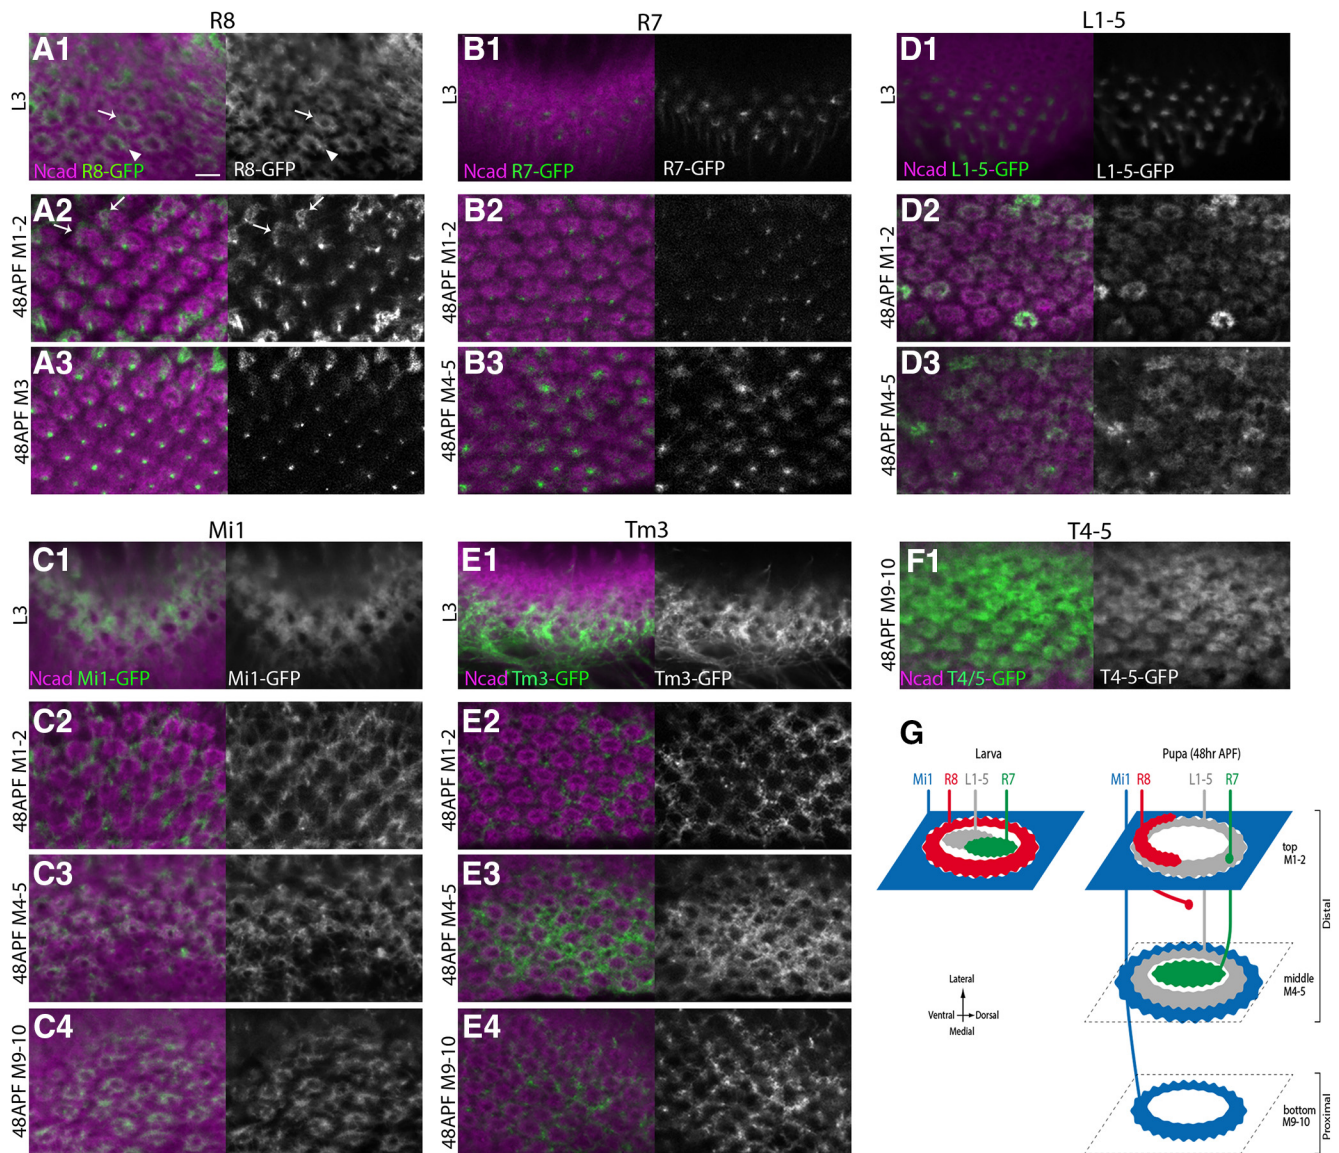 R8
R7
L1-5
A1
L3
Ncad R8-GFP
R8-GFP
B1
L3
Ncad R7-GFP
R7-GFP
D1
L3
Ncad L1-5-GFP
L1-5-GFP
A2
48APF M1-2
B2
48APF M1-2
D2
48APF M1-2
A3
48APF M3
B3
48APF M4-5
D3
48APF M4-5
Mi1
Tm3
T4-5
C1
L3
Ncad Mi1-GFP
Mi1-GFP
E1
L3
Ncad Tm3-GFP
Tm3-GFP
F1
48APF M9-10
Ncad T4/5-GFP
T4-5-GFP
C2
48APF M1-2
E2
48APF M1-2
C3
48APF M4-5
E3
48APF M4-5
C4
48APF M9-10
E4
48APF M9-10
G
Larva
Pupa (48hr APF)
Mi1 R8 L1-5 R7
Mi1 R8 L1-5 R7
top
M1-2
Distal
middle
M4-5
Lateral
Ventral Dorsal
Medial
bottom
M9-10
Proximal